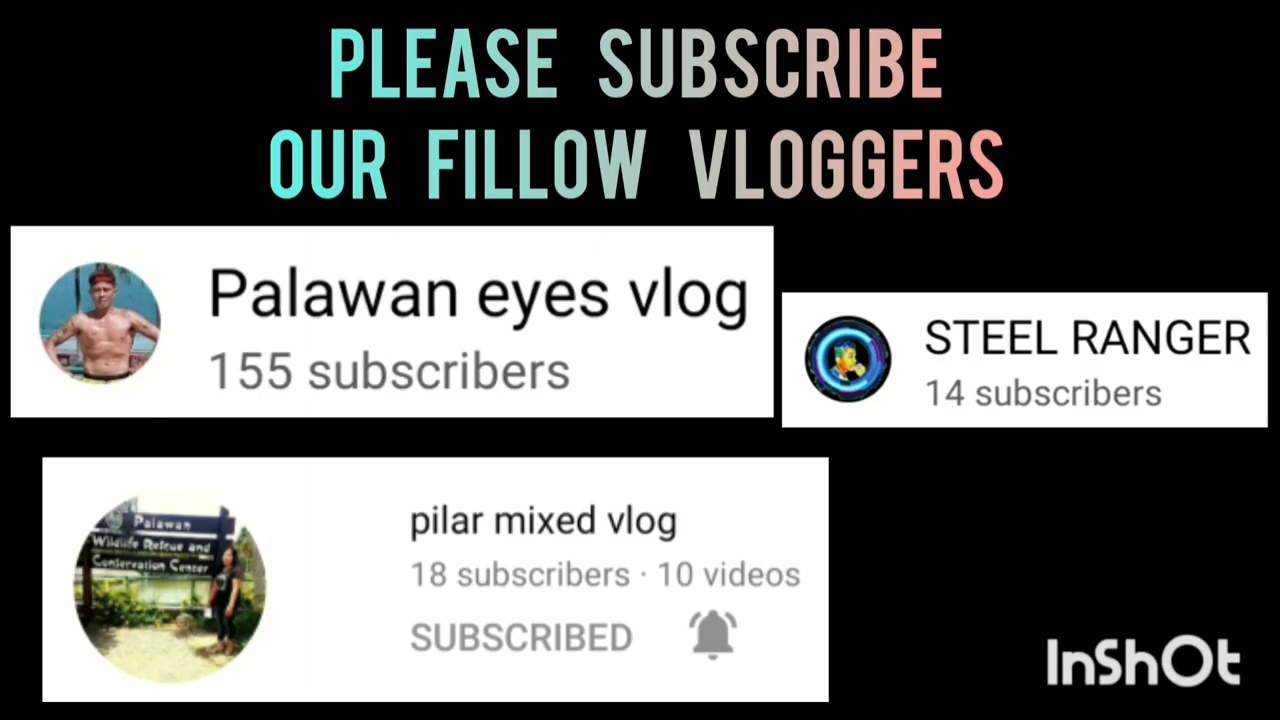 PLEASE SUBSCRIBE
OUR FILLOW VLOGGERS
Palawan eyes vlog
155 subscribers
STEEL RANGER
14 subscribers
Palawan
Wildlife Rescue and
Conservation Center
pilar mixed vlog
18 subscribers · 10 videos
SUBSCRIBED
InShOt